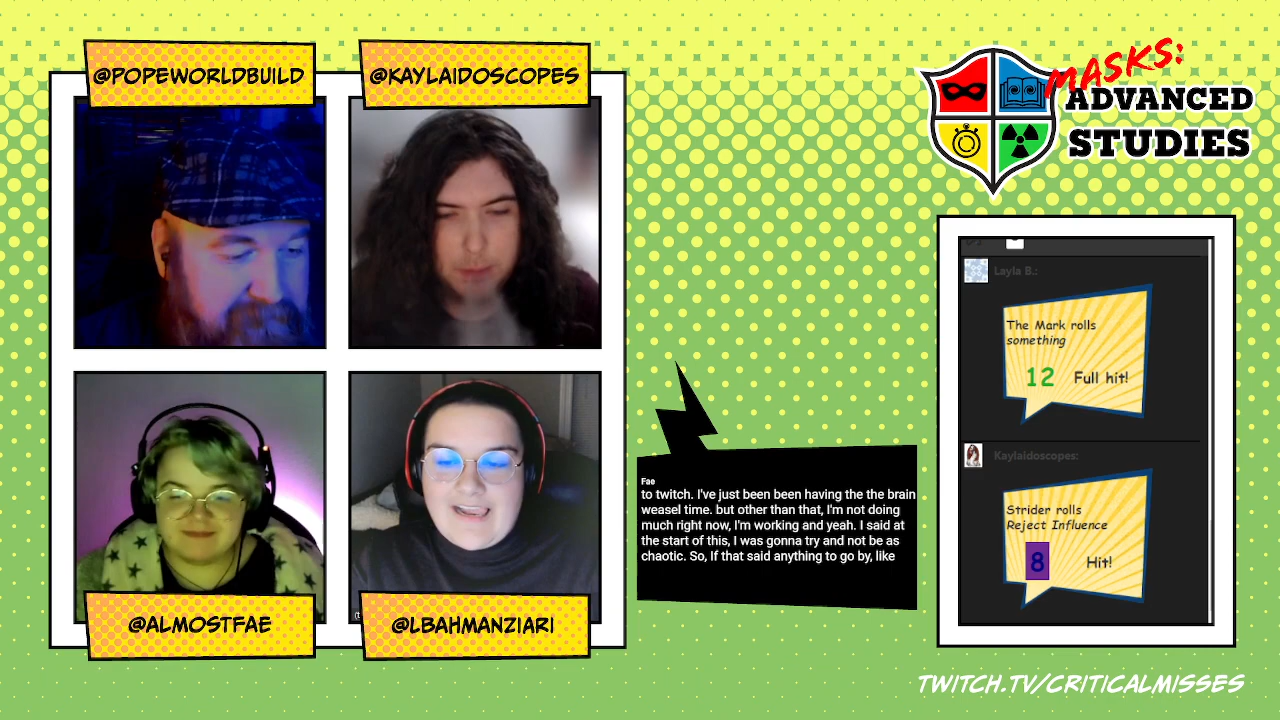 @POPEWORLDBUILD
@KAYLAIDOSCOPES
@ALMOSTFAE
@LBAHMANZIARI
Fae
to twitch. I've just been been having the the brain
weasel time. but other than that, I'm not doing
much right now, I'm working and yeah. I said at
the start of this, I was gonna try and not be as
chaotic. So, If that said anything to go by, like
MASKS:
ADVANCED
STUDIES
Layla B.:
The Mark rolls
something
12 Full hit!
Kaylaidoscopes:
Strider rolls
Reject Influence
8 Hit!
TWITCH.TV/CRITICALMISSES